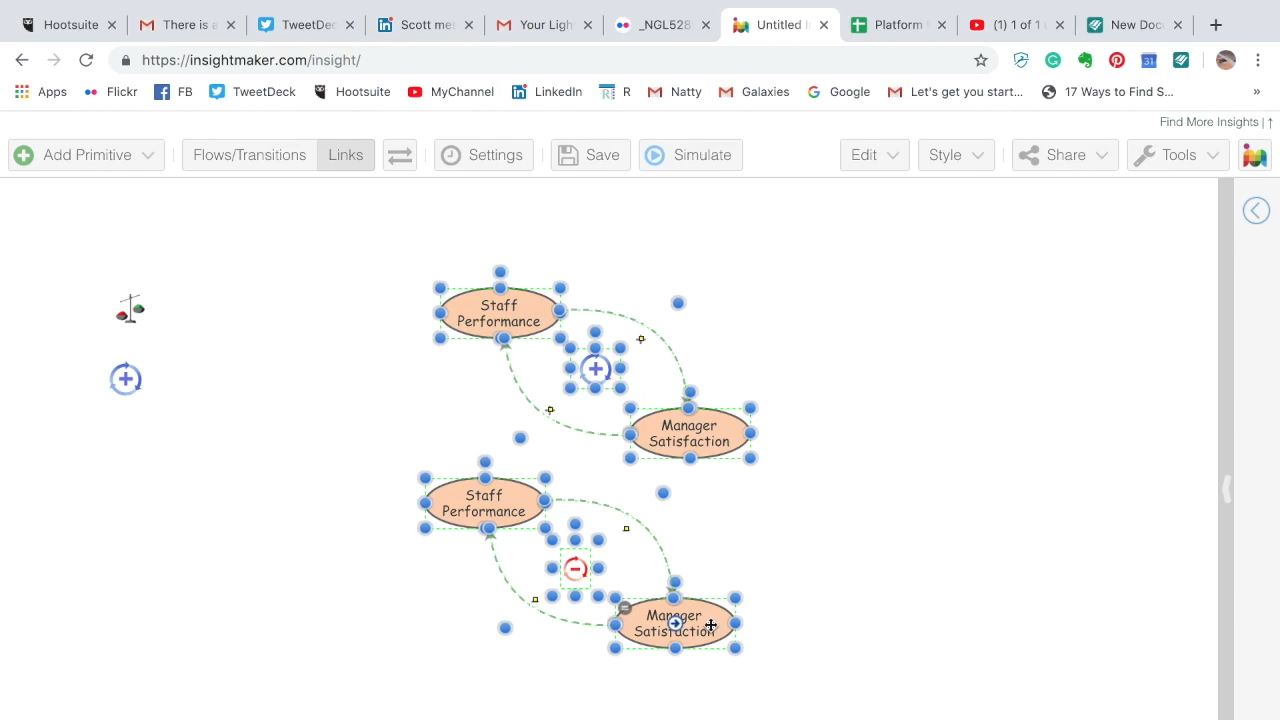 Hootsuite
There is a
TweetDec
Scott mes
Your Ligh
_NGL528
Untitled In
Platform
(1) 1 of 1
New Docu
https://insightmaker.com/insight/
Apps
Flickr
FB
TweetDeck
Hootsuite
MyChannel
LinkedIn
R
Natty
Galaxies
Google
Let's get you start...
17 Ways to Find S...
»
Find More Insights | ↑
Add Primitive
Flows/Transitions
Links
Settings
Save
Simulate
Edit
Style
Share
Tools
Staff
Performance
Manager
Satisfaction
Staff
Performance
Manager
Satisfaction